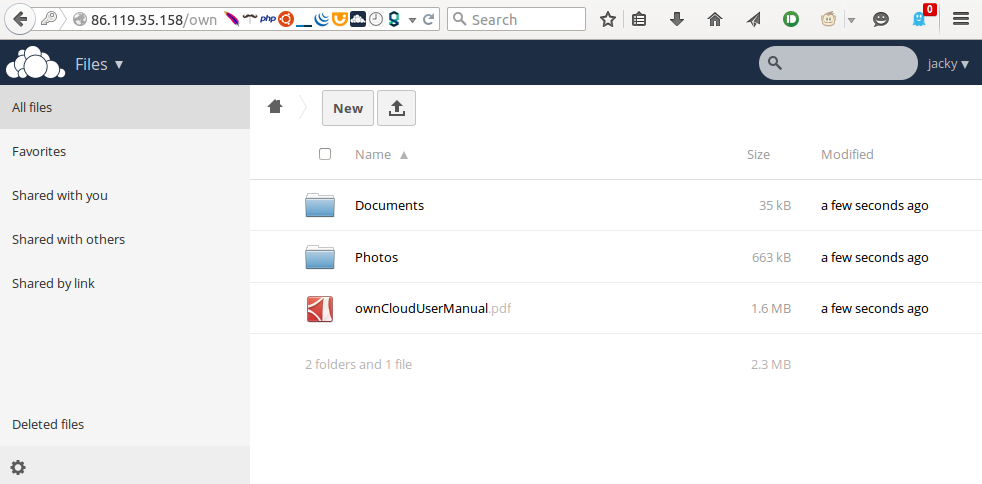 86.119.35.158/own
php
Search
0
Files
jacky
All files
Favorites
Shared with you
Shared with others
Shared by link
Deleted files
New
Name Size Modified
Documents 35 kB a few seconds ago
Photos 663 kB a few seconds ago
ownCloudUserManual.pdf 1.6 MB a few seconds ago
2 folders and 1 file 2.3 MB